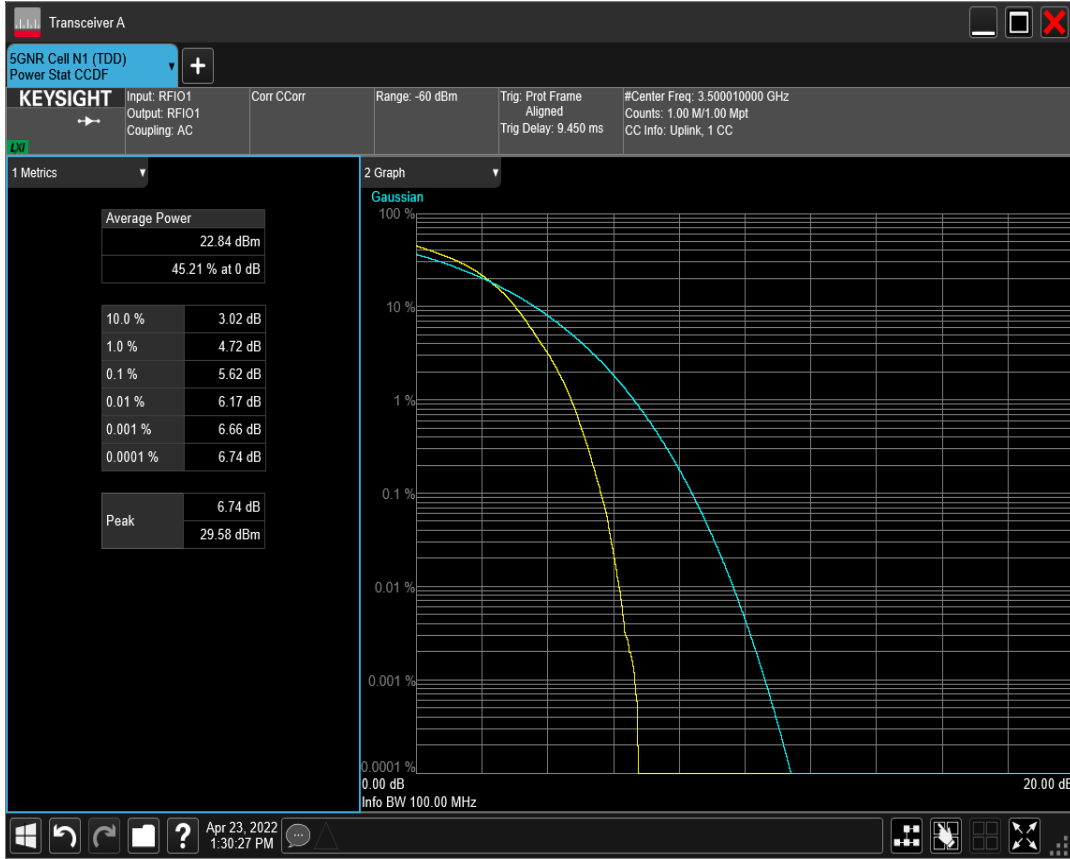 Transceiver A
5GNR Cell N1 (TDD)
Power Stat CCDF
+
KEYSIGHT
LXI
Input: RFIO1
Output: RFIO1
Coupling: AC
Corr CCorr
Range: -60 dBm
Trig: Prot Frame
Aligned
Trig Delay: 9.450 ms
#Center Freq: 3.500010000 GHz
Counts: 1.00 M/1.00 Mpt
CC Info: Uplink, 1 CC
1 Metrics
Average Power
22.84 dBm
45.21 % at 0 dB
10.0 % 3.02 dB
1.0 % 4.72 dB
0.1 % 5.62 dB
0.01 % 6.17 dB
0.001 % 6.66 dB
0.0001 % 6.74 dB
Peak
6.74 dB
29.58 dBm
2 Graph
Gaussian
100 %
10 %
1 %
0.1 %
0.01 %
0.001 %
0.0001 %
0.00 dB
20.00 dB
Info BW 100.00 MHz
?
Apr 23, 2022
1:30:27 PM